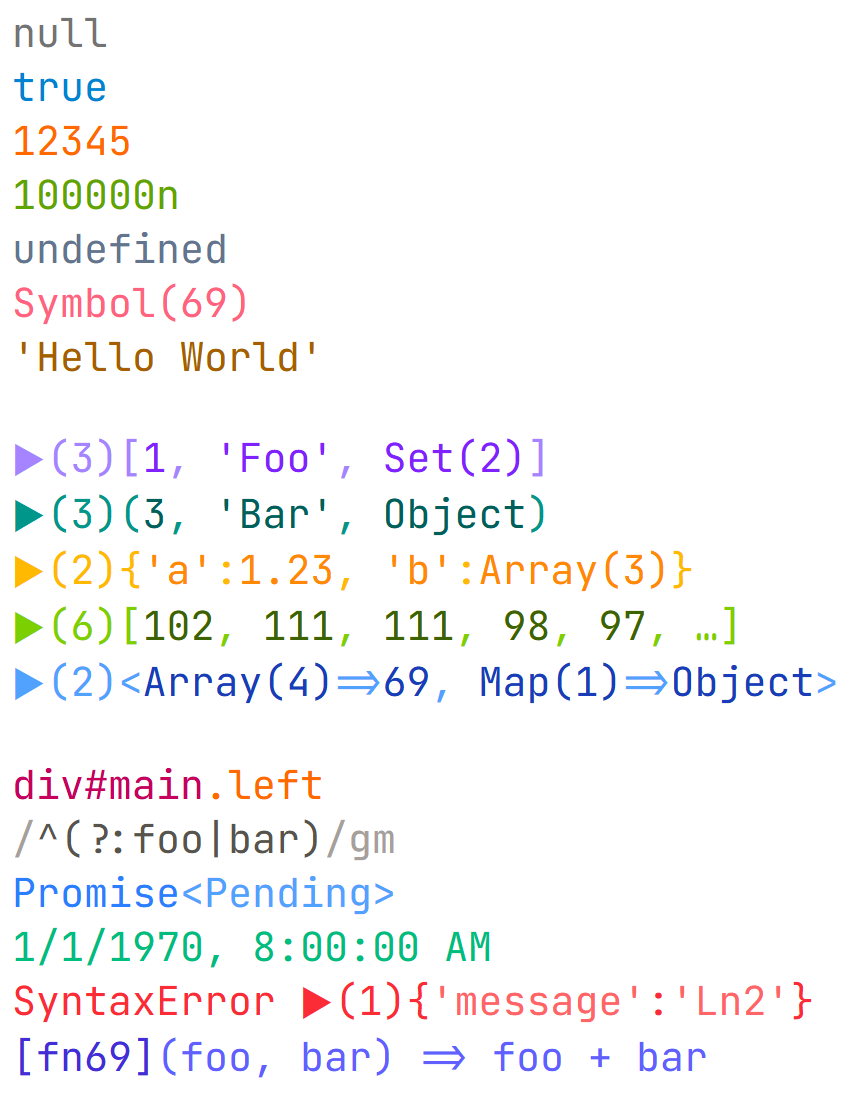 null
true
12345
100000n
undefined
Symbol(69)
'Hello World'
▶(3)[1, 'Foo', Set(2)]
▶(3)(3, 'Bar', Object)
▶(2){'a':1.23, 'b':Array(3)}
▶(6)[102, 111, 111, 98, 97, …]
▶(2)<Array(4)=>69, Map(1)=>Object>
div#main.left
/^(?:foo|bar)/gm
Promise<Pending>
1/1/1970, 8:00:00 AM
SyntaxError ▶(1){'message':'Ln2'}
[fn69](foo, bar) => foo + bar